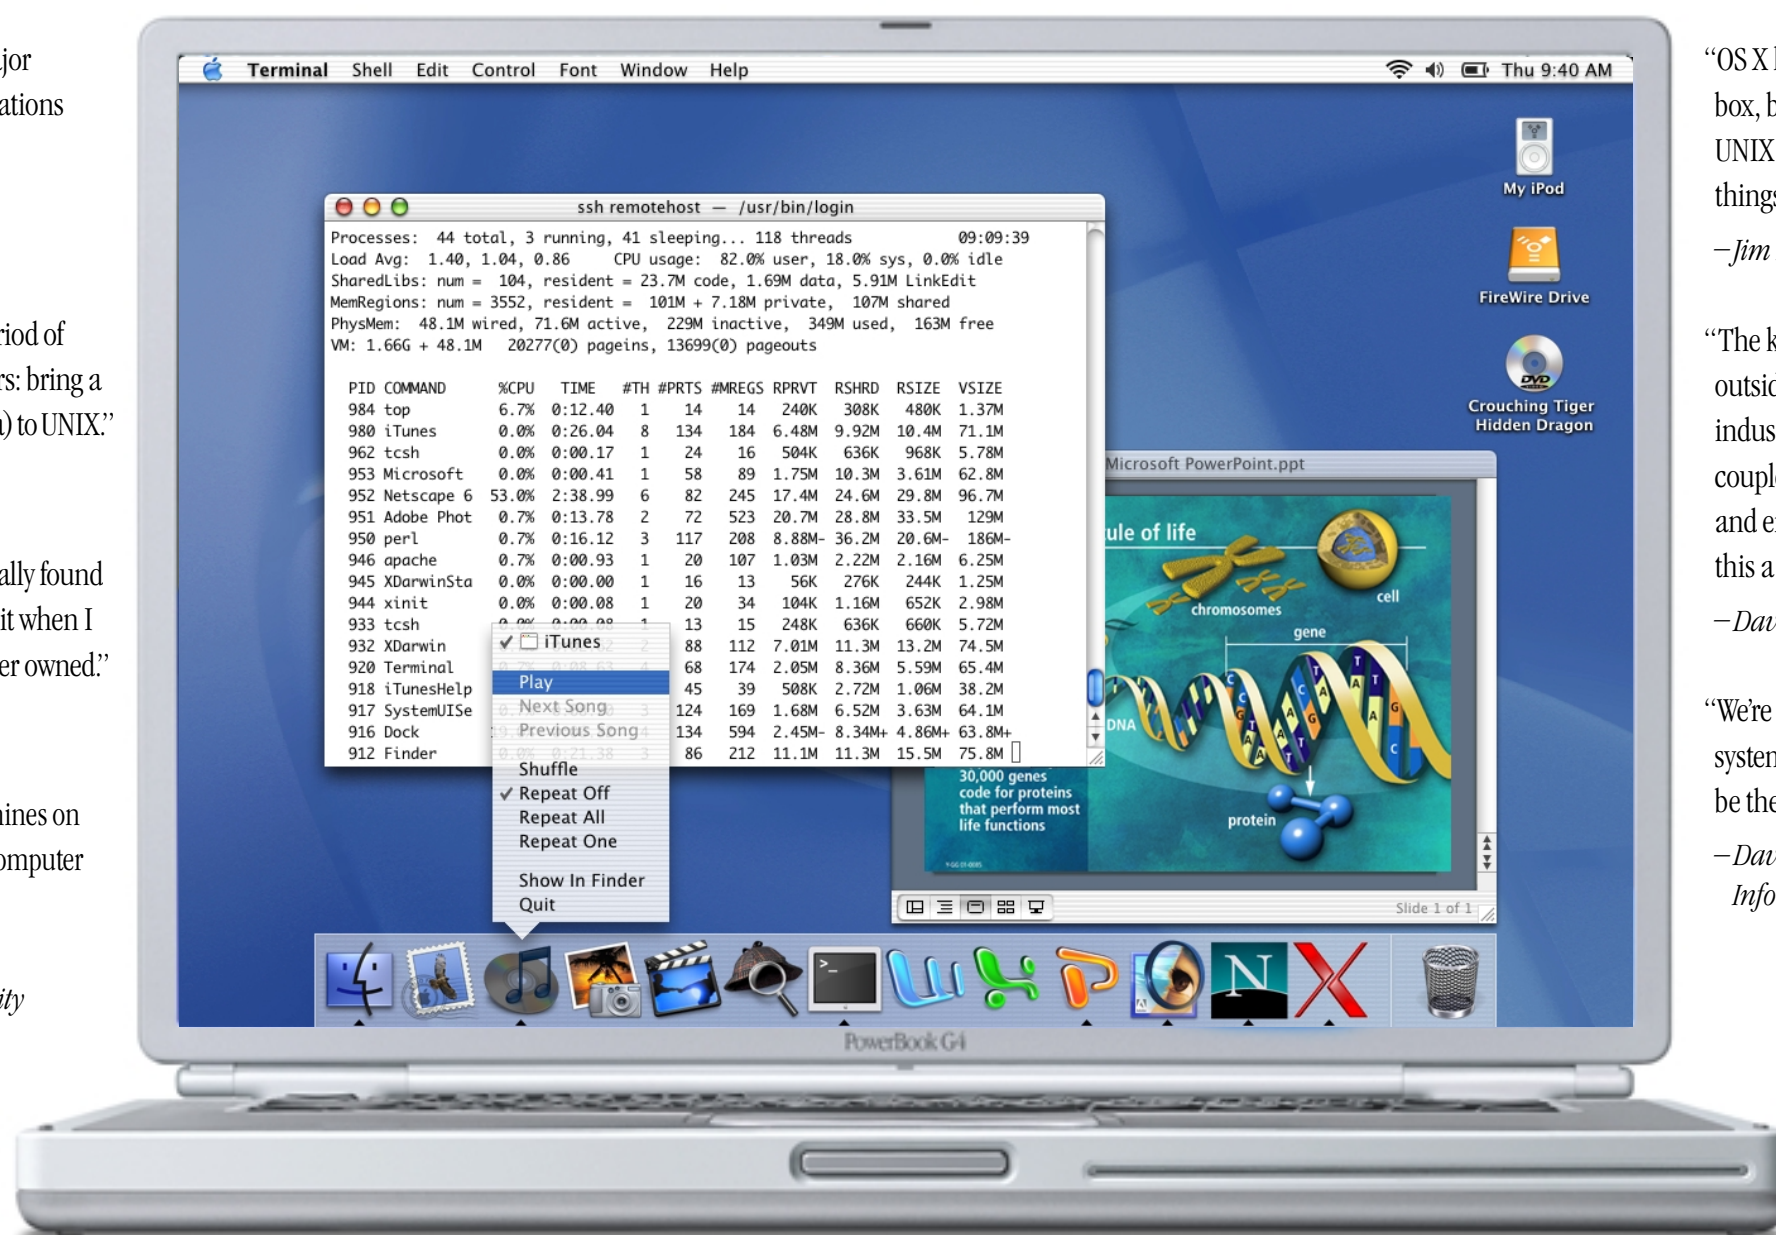 jor
ations
riod of
rs: bring a
a) to UNIX.”
ally found
it when I
er owned.”
nines on
omputer
ity
Terminal Shell Edit Control Font Window Help Thu 9:40 AM
My iPod
FireWire Drive
Crouching Tiger
Hidden Dragon
ssh remotehost — /usr/bin/login
Processes: 44 total, 3 running, 41 sleeping... 118 threads 09:09:39
Load Avg: 1.40, 1.04, 0.86 CPU usage: 82.0% user, 18.0% sys, 0.0% idle
SharedLibs: num = 104, resident = 23.7M code, 1.69M data, 5.91M LinkEdit
MemRegions: num = 3552, resident = 101M + 7.18M private, 107M shared
PhysMem: 48.1M wired, 71.6M active, 229M inactive, 349M used, 163M free
VM: 1.66G + 48.1M 20277(0) pageins, 13699(0) pageouts
PID COMMAND %CPU TIME #TH #PRTS #MREGS RPRVT RSHRD RSIZE VSIZE
984 top 6.7% 0:12.40 1 14 14 240K 308K 480K 1.37M
980 iTunes 0.0% 0:26.04 8 134 184 6.48M 9.92M 10.4M 71.1M
962 tcsh 0.0% 0:00.17 1 24 16 504K 636K 968K 5.78M
953 Microsoft 0.0% 0:00.41 1 58 89 1.75M 10.3M 3.61M 62.8M
952 Netscape 6 53.0% 2:38.99 6 82 245 17.4M 24.6M 29.8M 96.7M
951 Adobe Phot 0.7% 0:13.78 2 72 523 20.7M 28.8M 33.5M 129M
950 perl 0.7% 0:16.12 3 117 208 8.88M- 36.2M 20.6M- 186M-
946 apache 0.7% 0:00.93 1 20 107 1.03M 2.22M 2.16M 6.25M
945 XDarwinSta 0.0% 0:00.00 1 16 13 56K 276K 244K 1.25M
944 xinit 0.0% 0:00.08 1 20 34 104K 1.16M 652K 2.98M
933 tcsh 0.0% 0:00.08 1 13 15 248K 636K 660K 5.72M
932 XDarwin 88 112 7.01M 11.3M 13.2M 74.5M
920 Terminal 68 174 2.05M 8.36M 5.59M 65.4M
918 iTunesHelp 45 39 508K 2.72M 1.06M 38.2M
917 SystemUISe 3 124 169 1.68M 6.52M 3.63M 64.1M
916 Dock 134 594 2.45M- 8.34M+ 4.86M+ 63.8M+
912 Finder 0.0% 0:21.38 3 86 212 11.1M 11.3M 15.5M 75.8M
✓ iTunes
Play
Next Song
Previous Song
Shuffle
✓ Repeat Off
Repeat All
Repeat One
Show In Finder
Quit
Microsoft PowerPoint.ppt
ule of life
chromosomes
cell
gene
C C G T A A T C T A A G T T A A G C
DNA
30,000 genes
code for proteins
that perform most
life functions
protein
Slide 1 of 1
>_
N
PowerBook G4
“OS X
box, b
UNIX
things
–Jim
“The k
outsid
indus
couple
and e
this a
–Dav
“We’re
system
be the
–Dav
Info